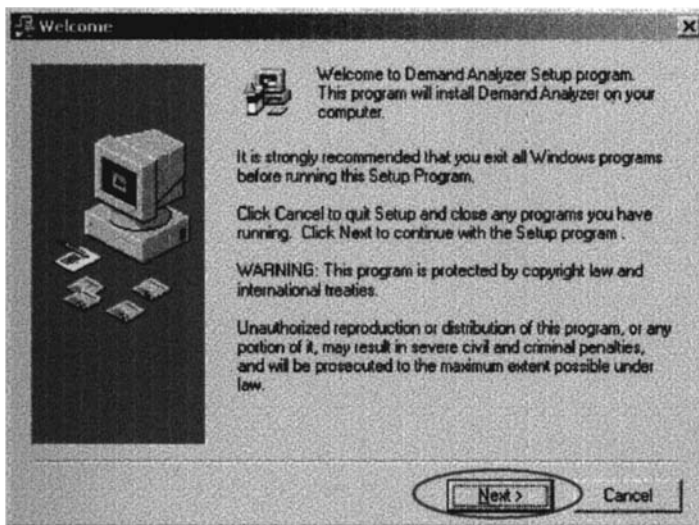 Welcome
Welcome to Demand Analyzer Setup program.
This program will install Demand Analyzer on your
computer.
It is strongly recommended that you exit all Windows programs
before running this Setup Program.
Click Cancel to quit Setup and close any programs you have
running. Click Next to continue with the Setup program .
WARNING: This program is protected by copyright law and
international treaties.
Unauthorized reproduction or distribution of this program, or any
portion of it, may result in severe civil and criminal penalties,
and will be prosecuted to the maximum extent possible under
law.
Next >
Cancel